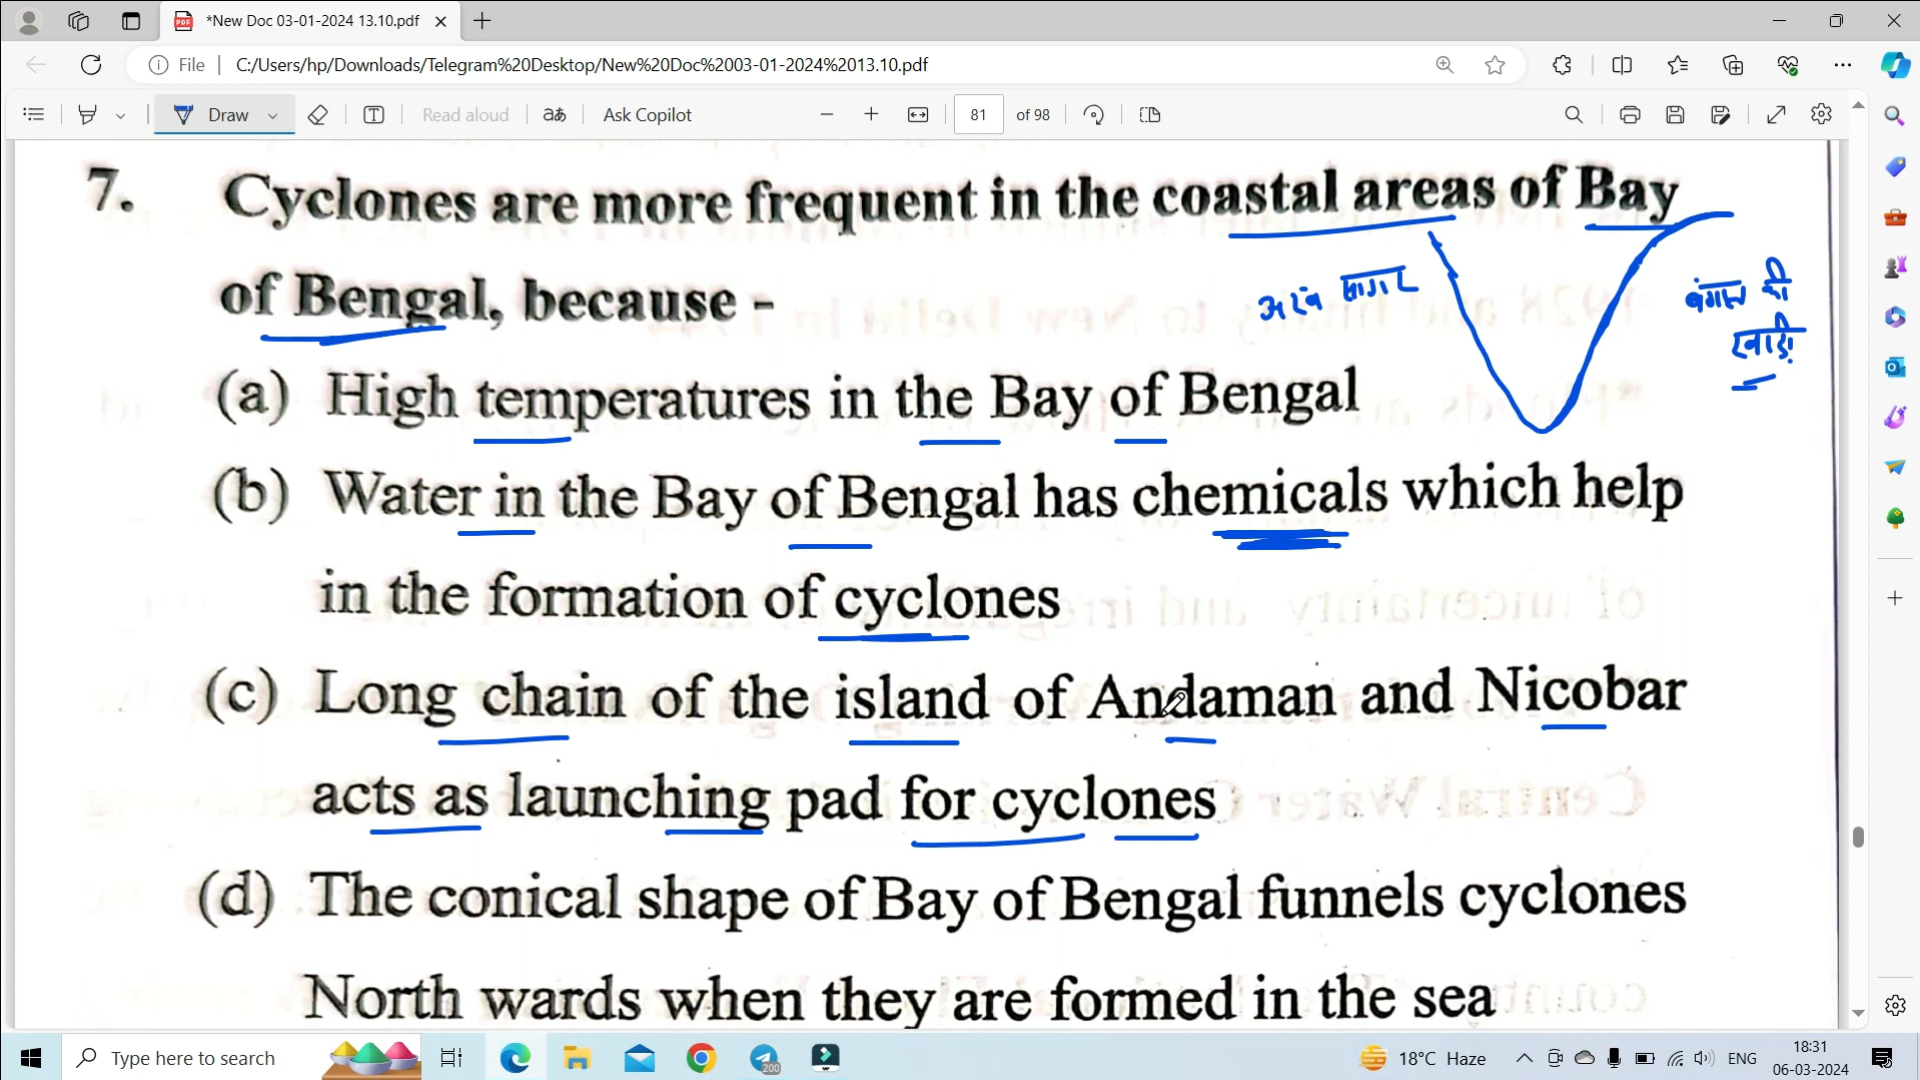 *New Doc 03-01-2024 13.10.pdf
File C:/Users/hp/Downloads/Telegram%20Desktop/New%20Doc%2003-01-2024%2013.10.pdf
Draw Read aloud Ask Copilot 81 of 98
7. Cyclones are more frequent in the coastal areas of Bay
of Bengal, because -
अरब सागर
बंगाल की
खाड़ी
(a) High temperatures in the Bay of Bengal
(b) Water in the Bay of Bengal has chemicals which help
in the formation of cyclones
(c) Long chain of the island of Andaman and Nicobar
acts as launching pad for cyclones
(d) The conical shape of Bay of Bengal funnels cyclones
North wards when they are formed in the sea
Type here to search 200 18°C Haze ENG 18:31
06-03-2024